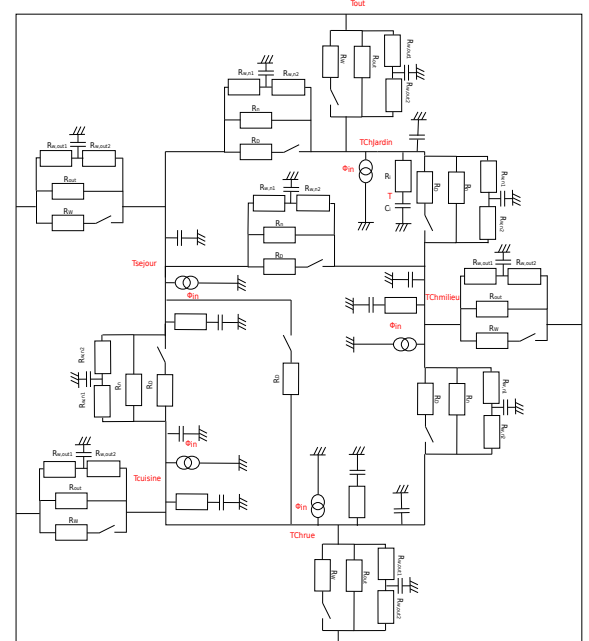 Tout
Rw
Rout
Rw,out1
Rw,out2
Rw,n1
Rw,n2
Rn
RD
TChJardin
Φin
Ri
T
Ci
RD
Rn
Rw,n1
Rw,n2
Rw,out1
Rw,out2
Rout
Rw
Rw,n1
Rw,n2
Rn
RD
Tsejour
Φin
Rw,out1
Rw,out2
Rout
Rw
TChmilieu
Φin
Rw,n2
Rw,n1
Rn
RD
RD
RD
Rn
Rw,n1
Rw,n2
Φin
Tcuisine
Rw,out1
Rw,out2
Rout
Rw
Φin
TChrue
Rw
Rout
Rw,out1
Rw,out2